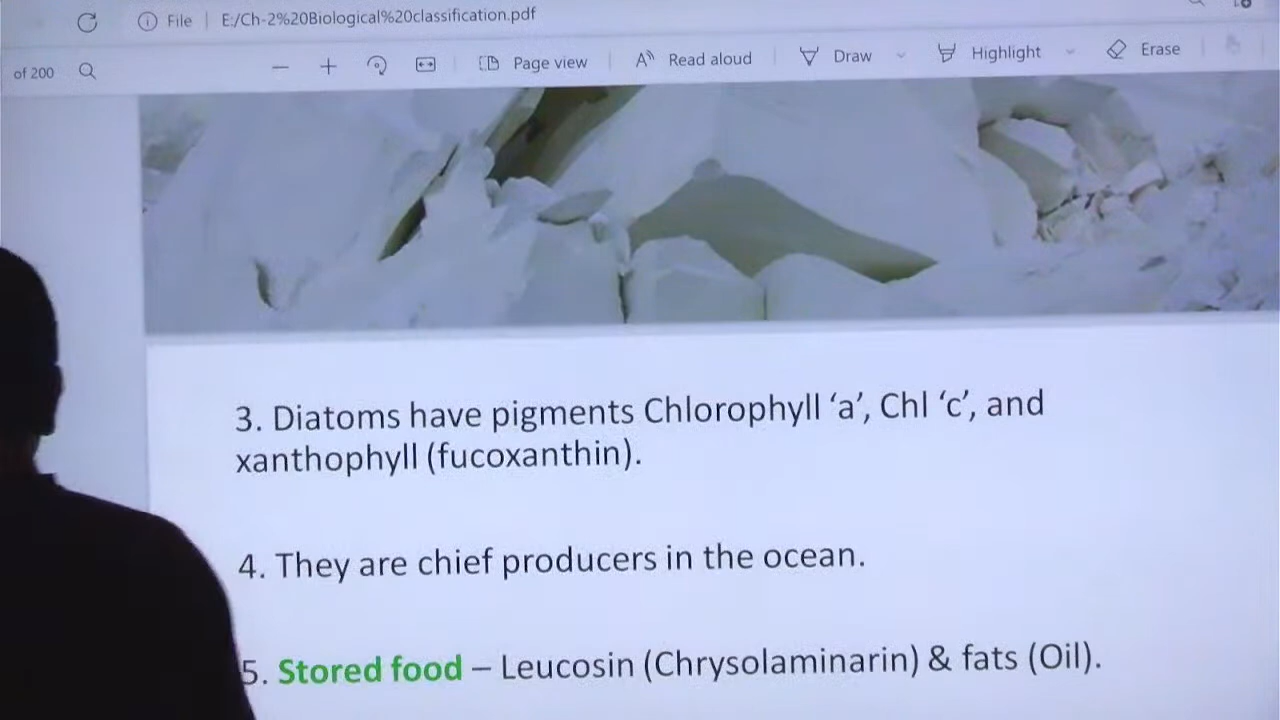 File | E:/Ch-2%20Biological%20classification.pdf
of 200 Page view Read aloud Draw Highlight Erase
3. Diatoms have pigments Chlorophyll ‘a’, Chl ‘c’, and
xanthophyll (fucoxanthin).
4. They are chief producers in the ocean.
5. Stored food – Leucosin (Chrysolaminarin) & fats (Oil).